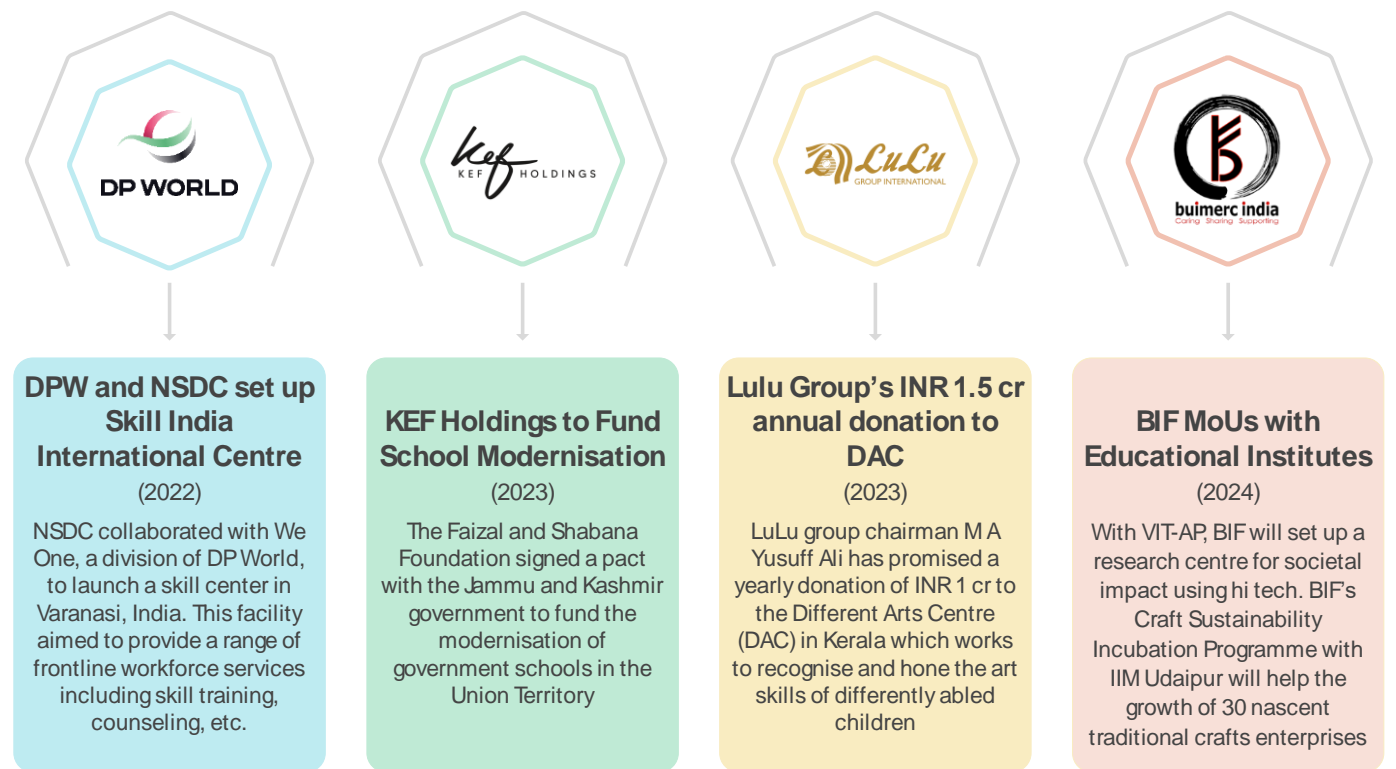 DP WORLD
kef
KEF HOLDINGS
LuLu
GROUP INTERNATIONAL
buimerc india
Caring Sharing Supporting
DPW and NSDC set up
Skill India
International Centre
(2022)
NSDC collaborated with We
One, a division of DP World,
to launch a skill center in
Varanasi, India. This facility
aimed to provide a range of
frontline workforce services
including skill training,
counseling, etc.
KEF Holdings to Fund
School Modernisation
(2023)
The Faizal and Shabana
Foundation signed a pact
with the Jammu and Kashmir
government to fund the
modernisation of
government schools in the
Union Territory
Lulu Group's INR 1.5 cr
annual donation to
DAC
(2023)
LuLu group chairman M A
Yusuff Ali has promised a
yearly donation of INR 1 cr to
the Different Arts Centre
(DAC) in Kerala which works
to recognise and hone the art
skills of differently abled
children
BIF MoUs with
Educational Institutes
(2024)
With VIT-AP, BIF will set up a
research centre for societal
impact using hi tech. BIF's
Craft Sustainability
Incubation Programme with
IIM Udaipur will help the
growth of 30 nascent
traditional crafts enterprises